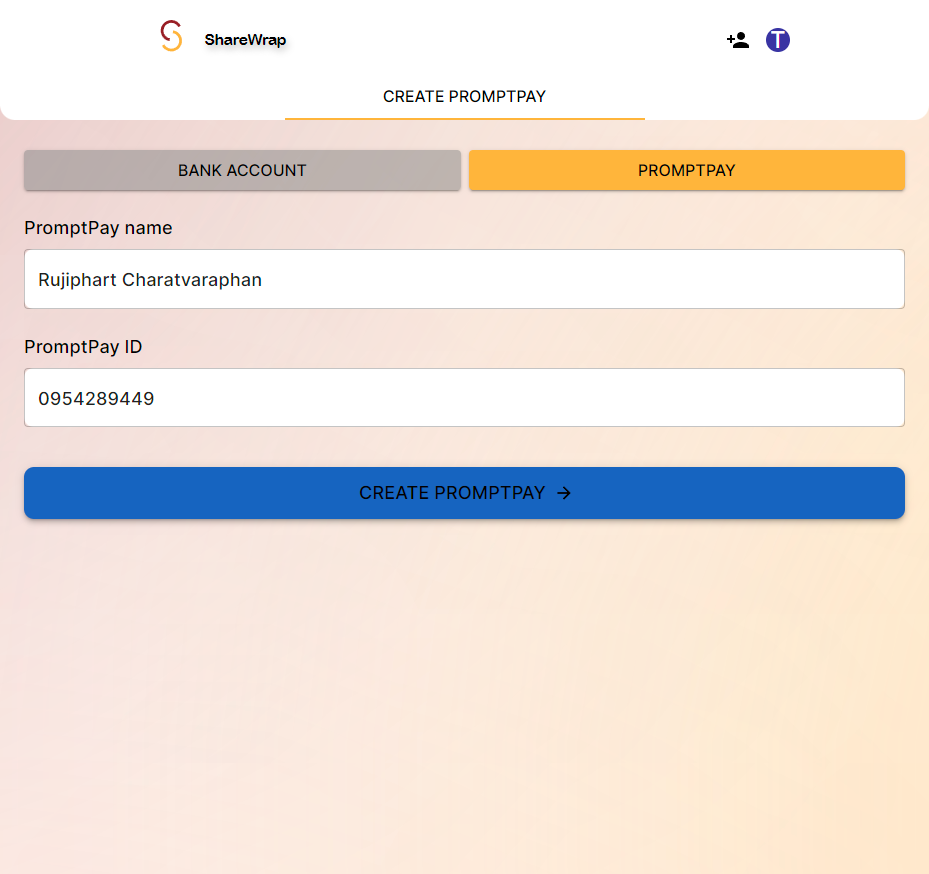 ShareWrap
T
CREATE PROMPTPAY
BANK ACCOUNT
PROMPTPAY
PromptPay name
Rujiphart Charatvaraphan
PromptPay ID
0954289449
CREATE PROMPTPAY →